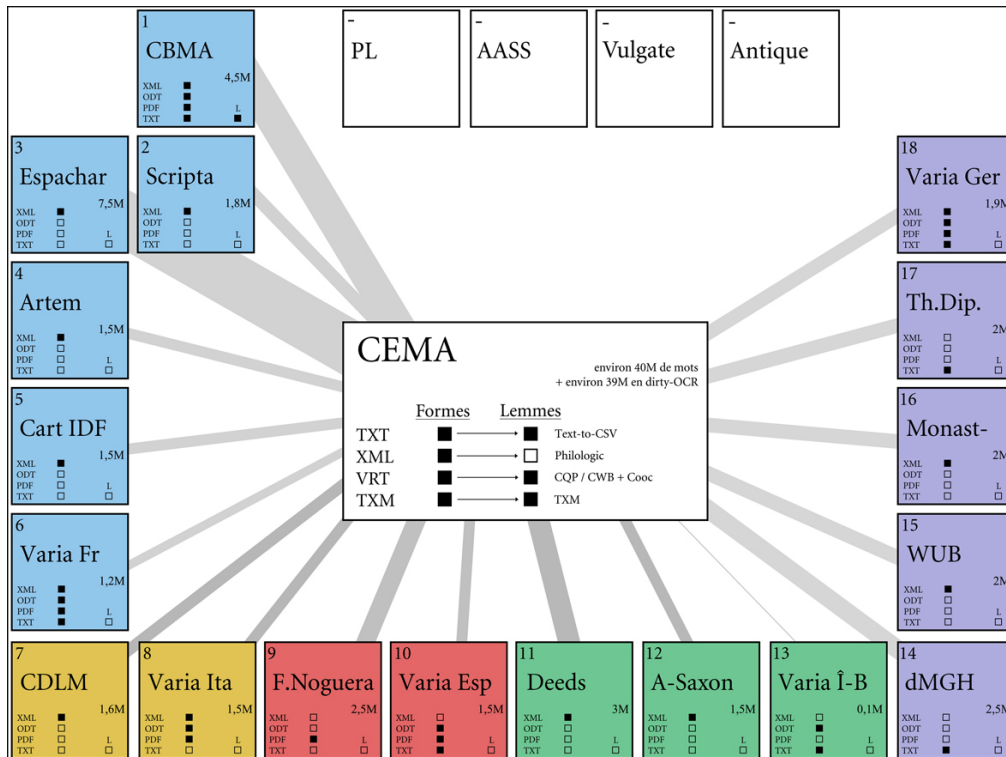 1
CBMA
4,5M
XML
ODT
PDF L
TXT
-
PL
-
AASS
-
Vulgate
-
Antique
3
Espachar
7,5M
XML
ODT
PDF L
TXT
2
Scripta
1,8M
XML
ODT
PDF L
TXT
18
Varia Ger
1,9M
XML
ODT
PDF L
TXT
4
Artem
1,5M
XML
ODT
PDF L
TXT
17
Th.Dip.
2M
XML
ODT
PDF L
TXT
CEMA
environ 40M de mots
+ environ 39M en dirty-OCR
Formes Lemmes
TXT Text-to-CSV
XML Philologic
VRT CQP / CWB + Cooc
TXM TXM
5
Cart IDF
1,5M
XML
ODT
PDF L
TXT
16
Monast-
2M
XML
ODT
PDF L
TXT
6
Varia Fr
1,2M
XML
ODT
PDF L
TXT
15
WUB
2M
XML
ODT
PDF L
TXT
7
CDLM
1,6M
XML
ODT
PDF L
TXT
8
Varia Ita
1,5M
XML
ODT
PDF L
TXT
9
F.Noguera
2,5M
XML
ODT
PDF L
TXT
10
Varia Esp
1,5M
XML
ODT
PDF L
TXT
11
Deeds
3M
XML
ODT
PDF L
TXT
12
A-Saxon
1,5M
XML
ODT
PDF L
TXT
13
Varia Î-B
0,1M
XML
ODT
PDF L
TXT
14
dMGH
2,5M
XML
ODT
PDF L
TXT